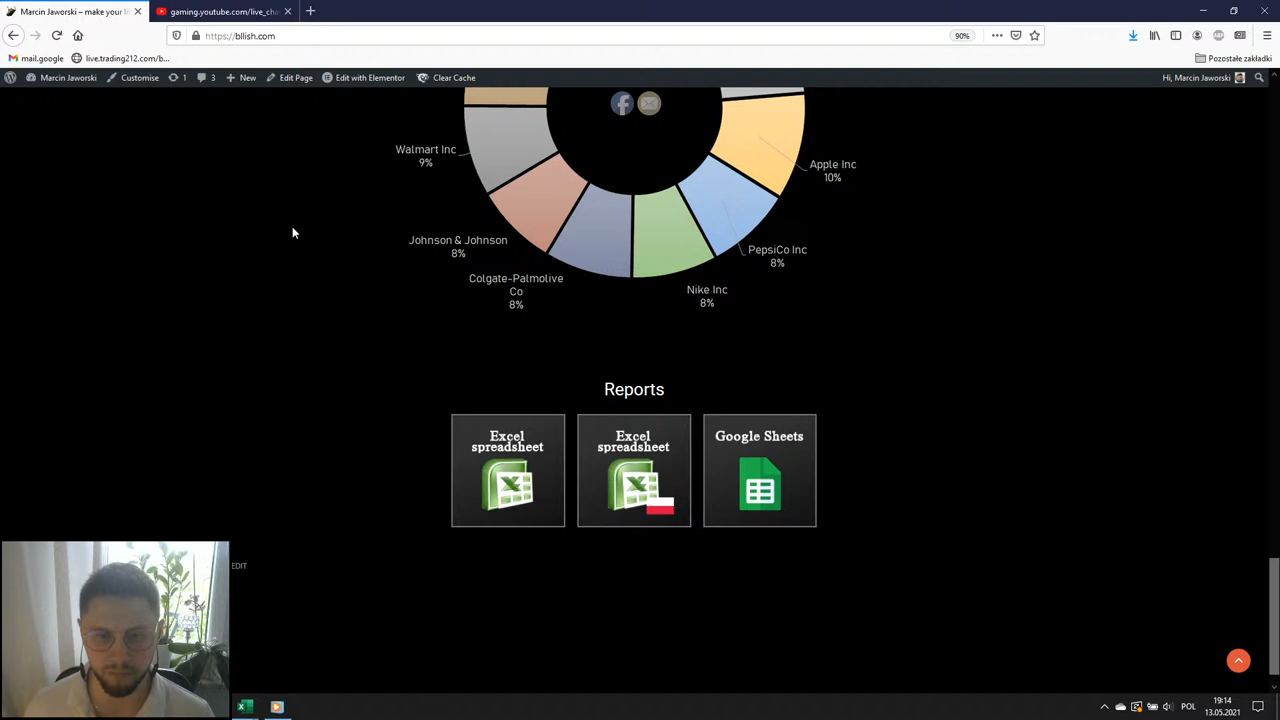 Marcin Jaworski – make your li
gaming.youtube.com/live_cha
https://bllish.com
90%
mail.google
live.trading212.com/b...
Pozostałe zakładki
Marcin Jaworski
Customise
1
3
New
Edit Page
Edit with Elementor
Clear Cache
Hi, Marcin Jaworski
Walmart Inc
9%
Apple Inc
10%
Johnson & Johnson
8%
PepsiCo Inc
8%
Colgate-Palmolive
Co
8%
Nike Inc
8%
Reports
Excel
spreadsheet
Excel
spreadsheet
Google Sheets
EDIT
POL
19:14
13.05.2021